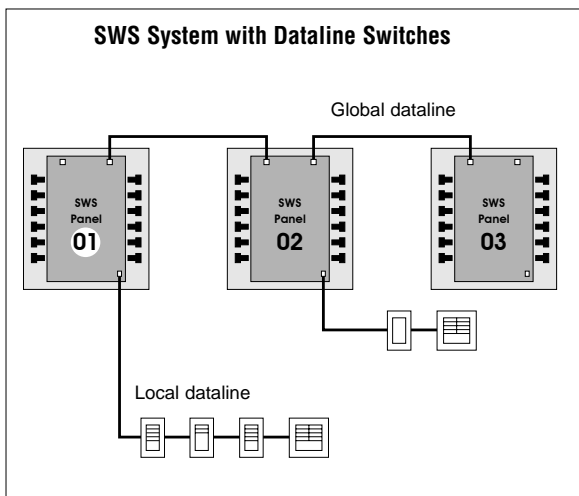 SWS System with Dataline Switches
Global dataline
SWS
Panel
01
SWS
Panel
02
SWS
Panel
03
Local dataline